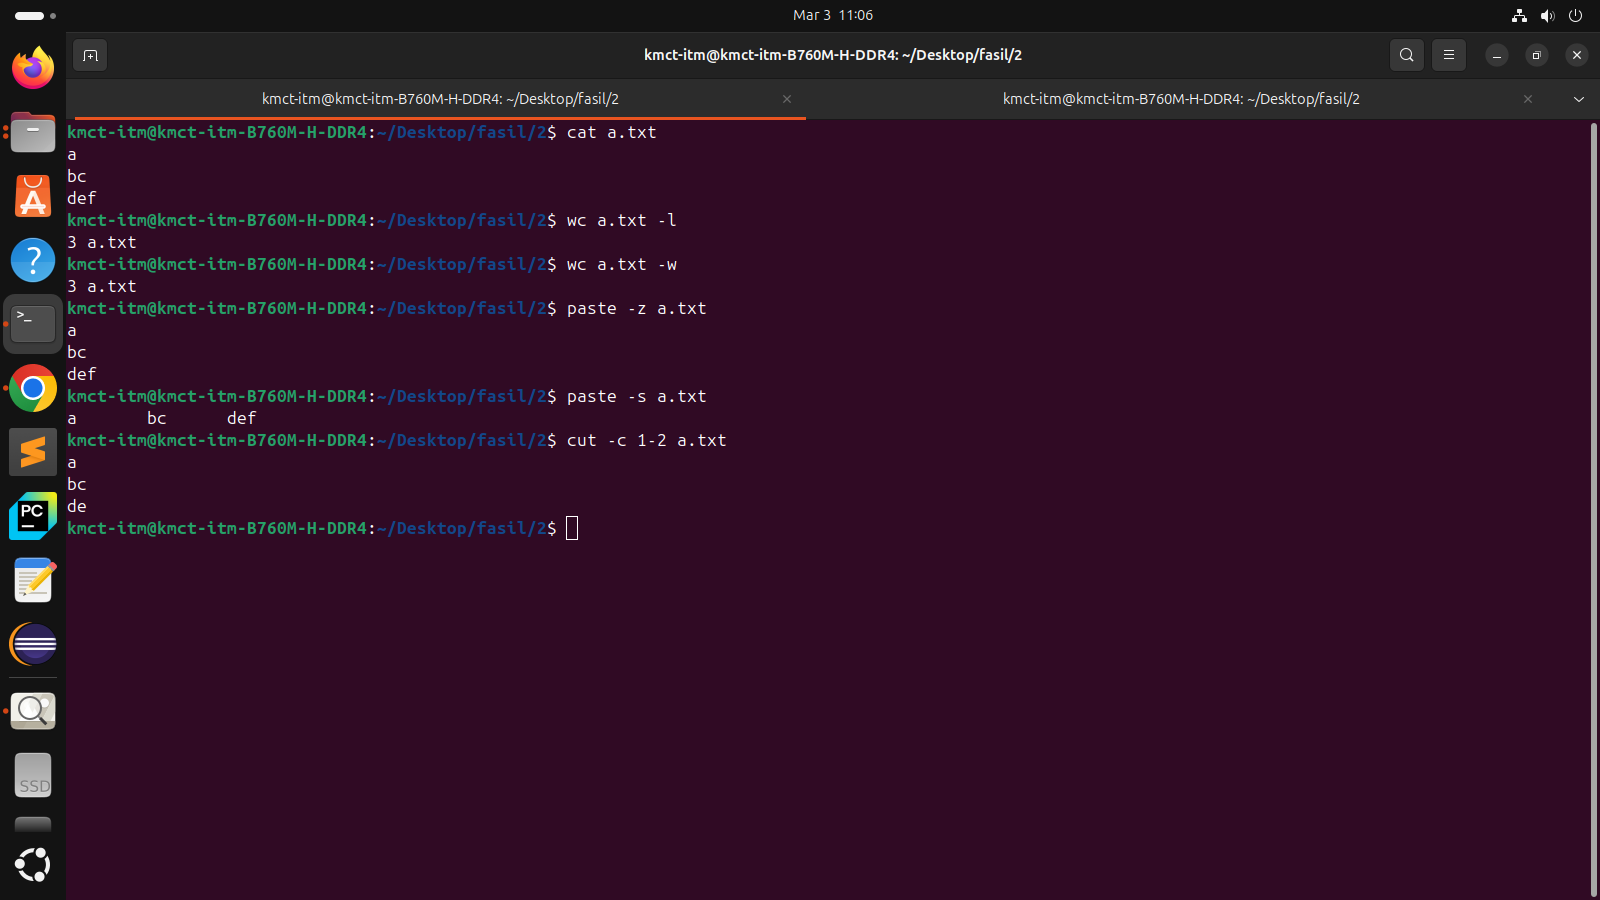 Mar 3 11:06
kmct-itm@kmct-itm-B760M-H-DDR4: ~/Desktop/fasil/2
kmct-itm@kmct-itm-B760M-H-DDR4: ~/Desktop/fasil/2
kmct-itm@kmct-itm-B760M-H-DDR4: ~/Desktop/fasil/2
kmct-itm@kmct-itm-B760M-H-DDR4:~/Desktop/fasil/2$ cat a.txt
a
bc
def
kmct-itm@kmct-itm-B760M-H-DDR4:~/Desktop/fasil/2$ wc a.txt -l
3 a.txt
kmct-itm@kmct-itm-B760M-H-DDR4:~/Desktop/fasil/2$ wc a.txt -w
3 a.txt
kmct-itm@kmct-itm-B760M-H-DDR4:~/Desktop/fasil/2$ paste -z a.txt
a
bc
def
kmct-itm@kmct-itm-B760M-H-DDR4:~/Desktop/fasil/2$ paste -s a.txt
a       bc      def
kmct-itm@kmct-itm-B760M-H-DDR4:~/Desktop/fasil/2$ cut -c 1-2 a.txt
a
bc
de
kmct-itm@kmct-itm-B760M-H-DDR4:~/Desktop/fasil/2$
?
>_
PC
SSD